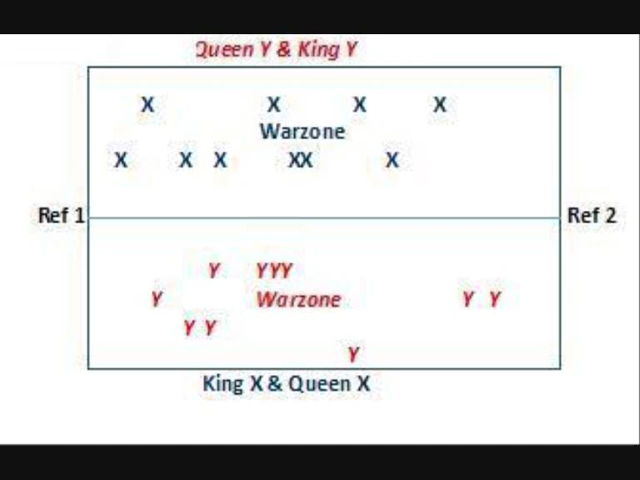 Queen Y & King Y
X X X X
Warzone
X X X XX X
Ref 1 Ref 2
Y YYY
Y Warzone Y Y
Y Y
Y
King X & Queen X